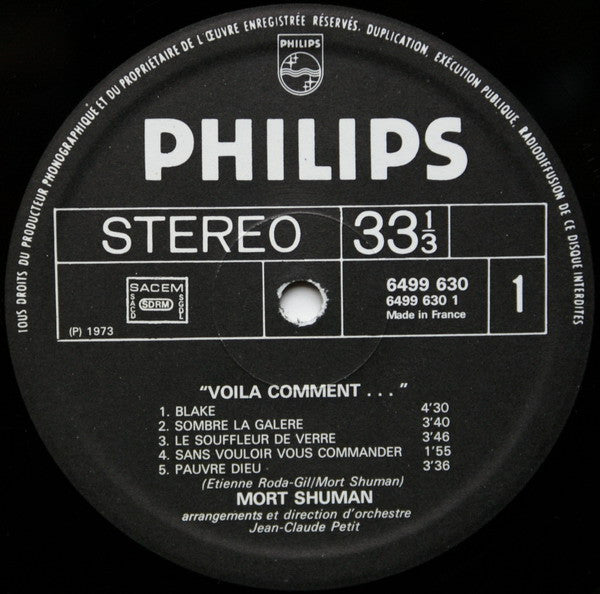 TOUS DROITS DU PRODUCTEUR PHONOGRAPHIQUE ET DU PROPRIÉTAIRE DE L'ŒUVRE ENREGISTRÉE RÉSERVÉS. DUPLICATION, EXÉCUTION PUBLIQUE, RADIODIFFUSION DE CE DISQUE INTERDITES
PHILIPS
PHILIPS
STEREO 33 1/3
SACEM
SACD SDRM SGDL
(P) 1973
6499 630
6499 630 1
Made in France
1
"VOILA COMMENT . . . "
1. BLAKE 4'30
2. SOMBRE LA GALERE 3'40
3. LE SOUFFLEUR DE VERRE 3'46
4. SANS VOULOIR VOUS COMMANDER 1'55
5. PAUVRE DIEU 3'36
(Etienne Roda-Gil/Mort Shuman)
MORT SHUMAN
arrangements et direction d'orchestre
Jean-Claude Petit